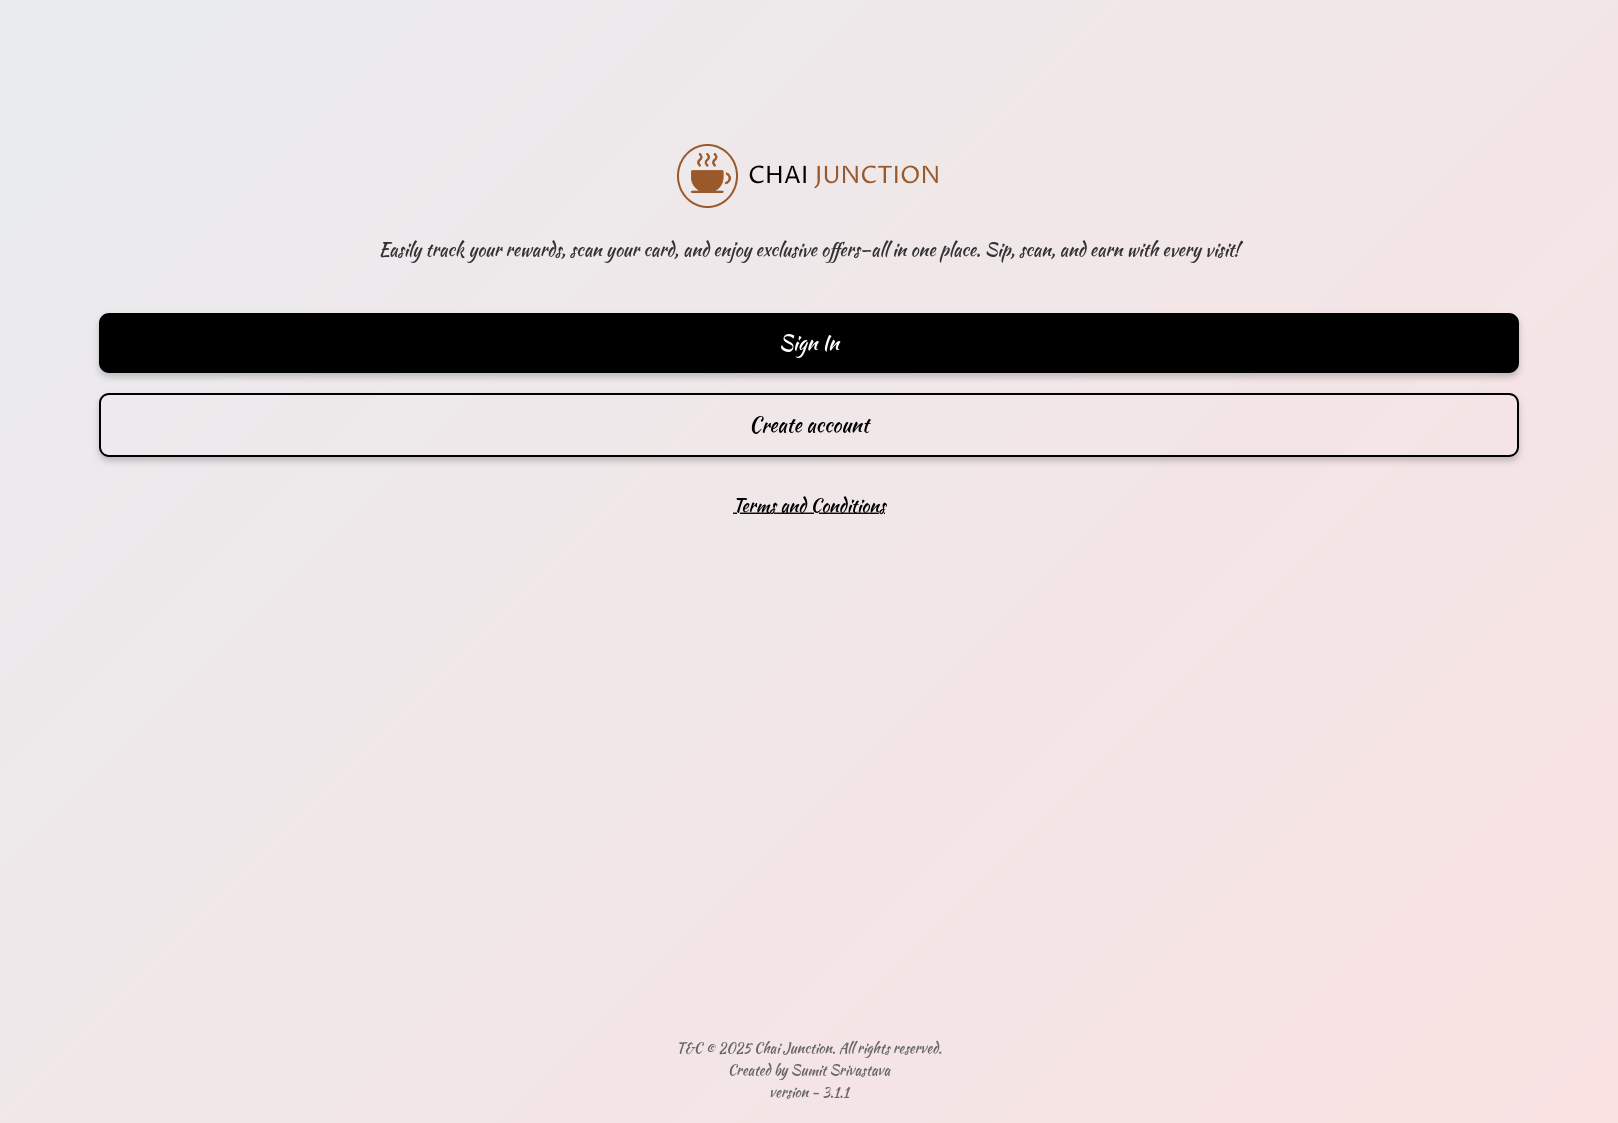 CHAI JUNCTION
Easily track your rewards, scan your card, and enjoy exclusive offers—all in one place. Sip, scan, and earn with every visit!
Sign In
Create account
Terms and Conditions
T&C © 2025 Chai Junction. All rights reserved.
Created by Sumit Srivastava
version - 3.1.1